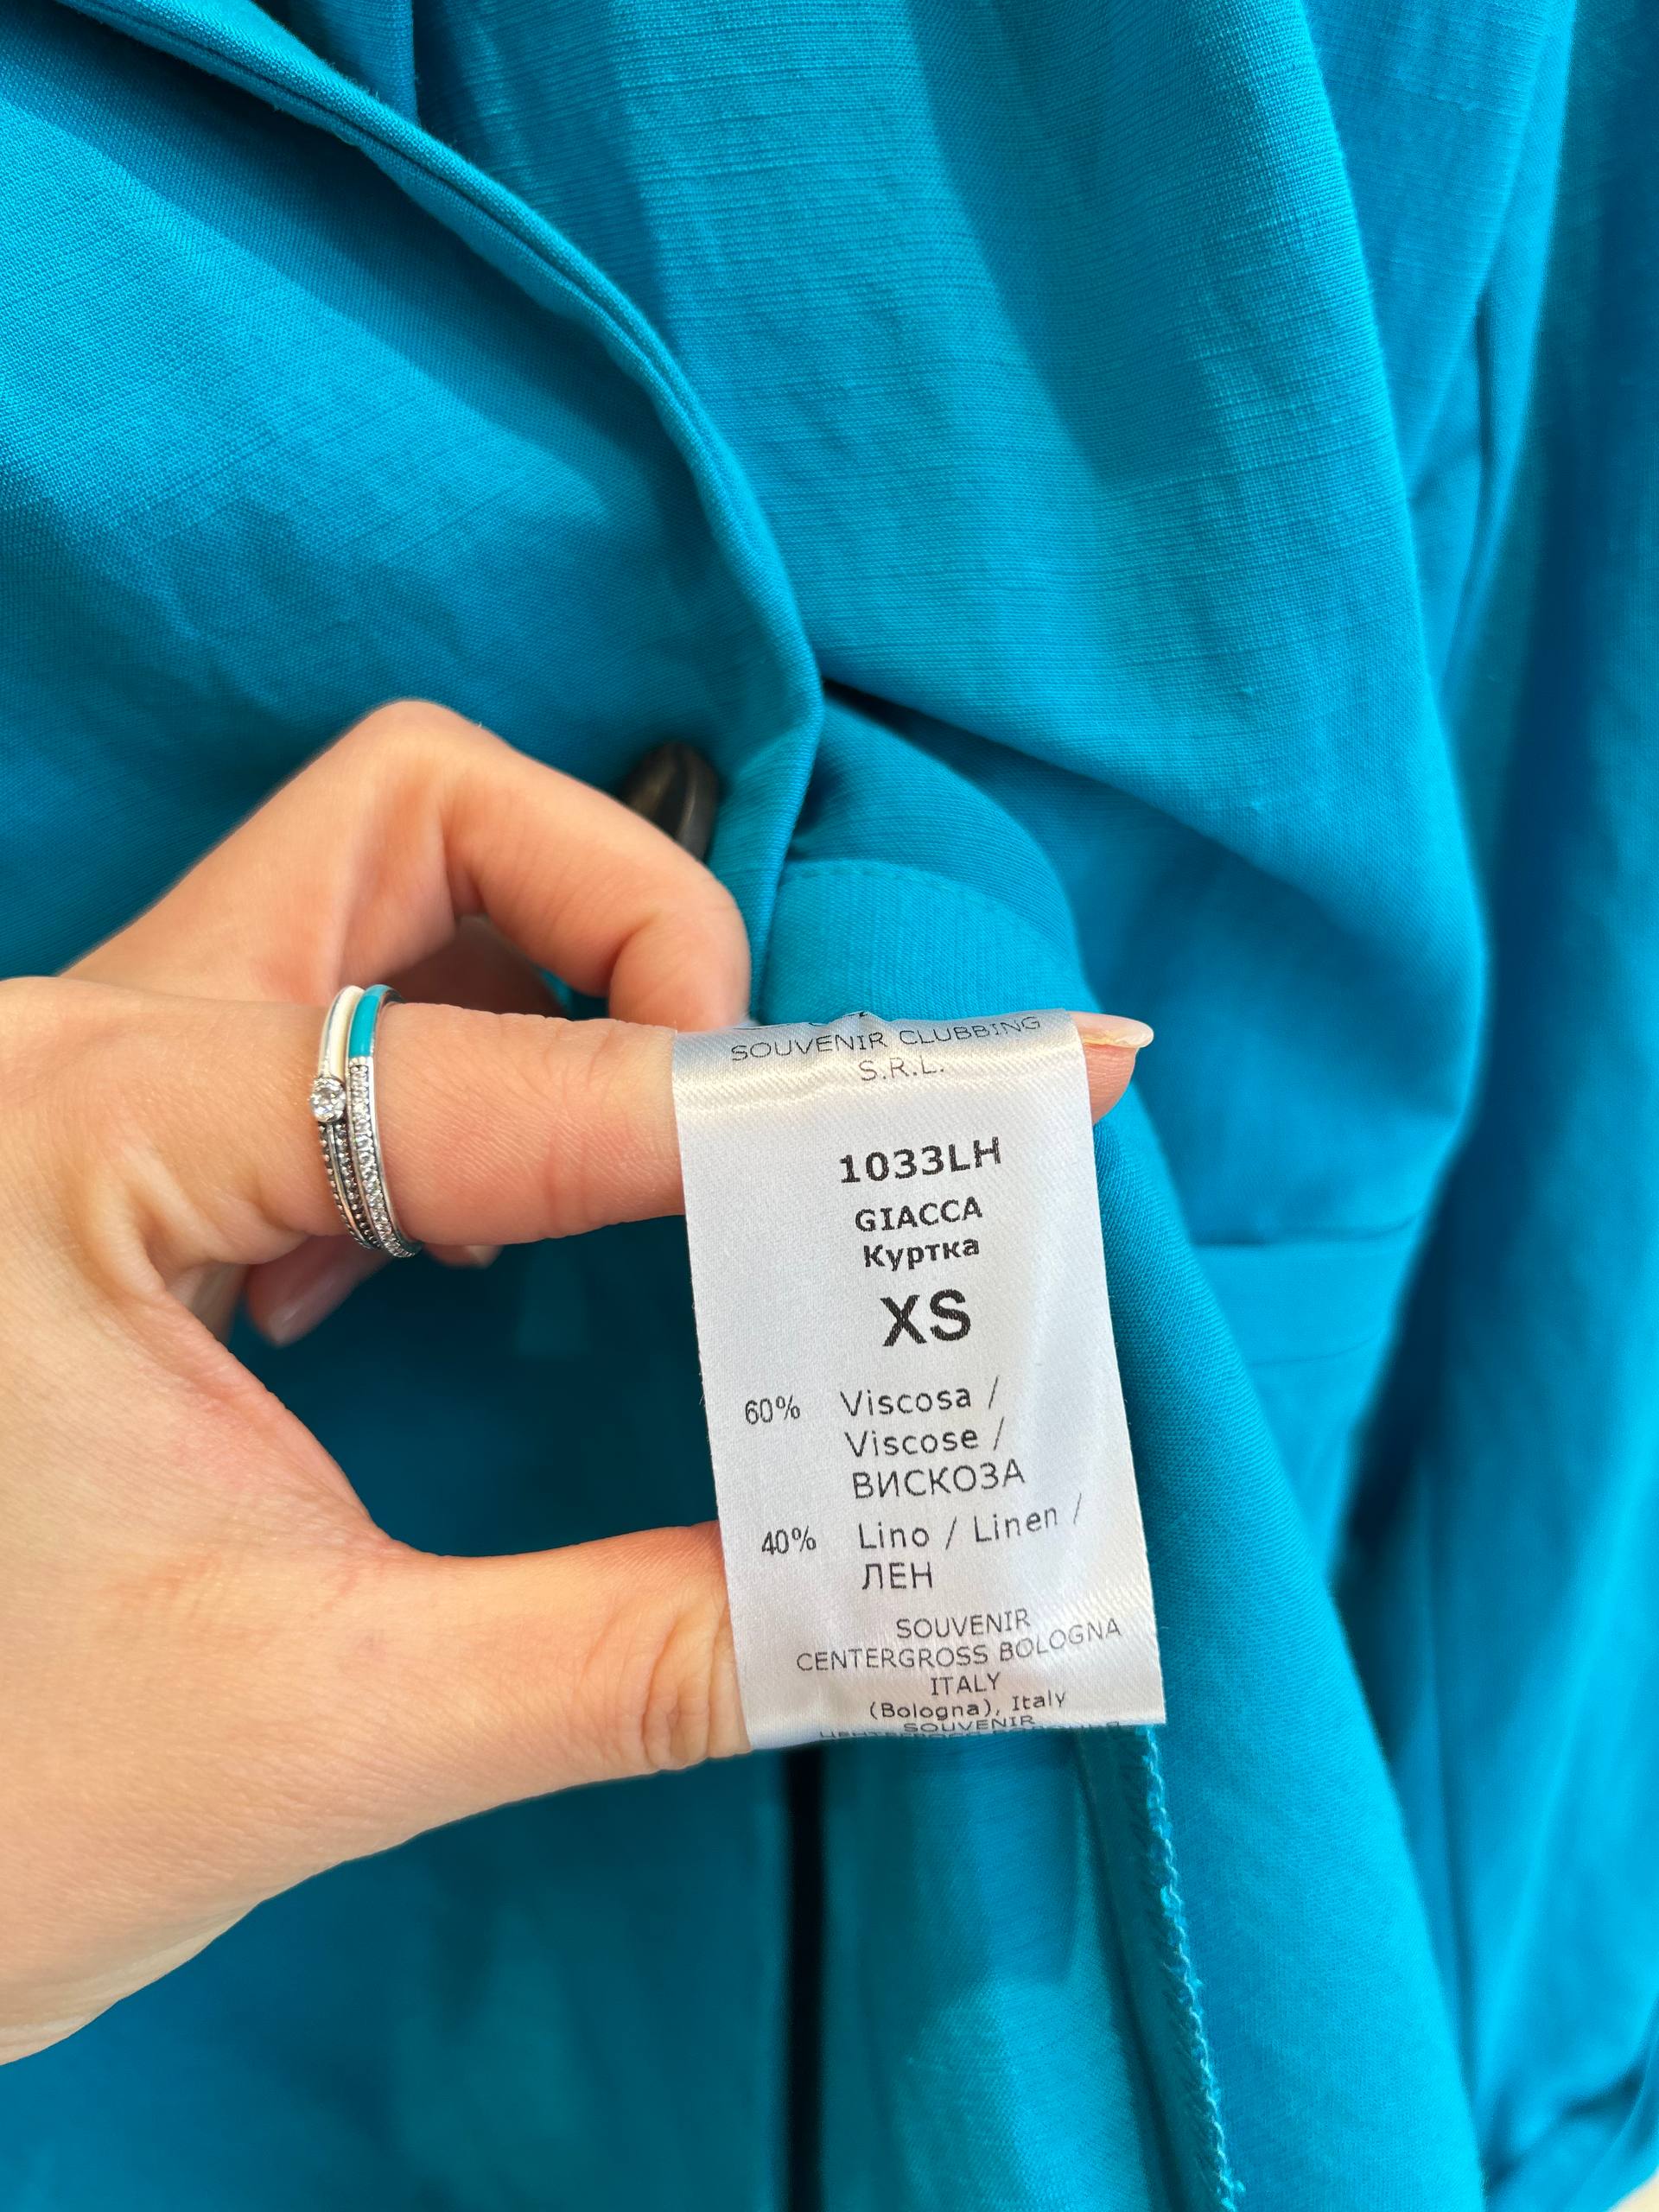 SOUVENIR CLUBBING
S.R.L.
1033LH
GIACCA
Куртка
XS
60% Viscosa /
Viscose /
ВИСКОЗА
40% Lino / Linen /
ЛЕН
SOUVENIR
CENTERGROSS BOLOGNA
ITALY
(Bologna), Italy
SOUVENIR